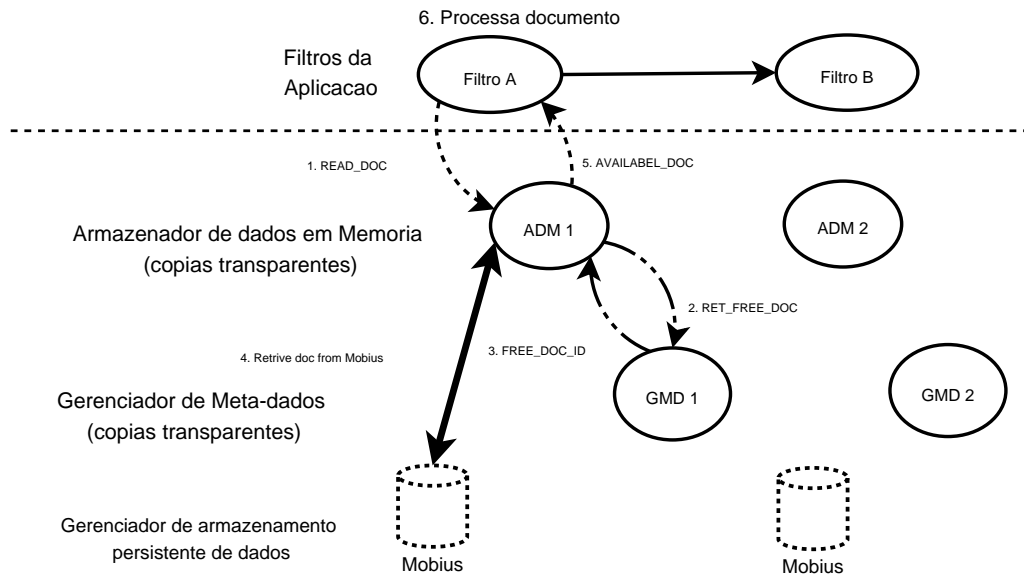 6. Processa documento
Filtros da
Aplicacao
Filtro A
Filtro B
1. READ_DOC
5. AVAILABEL_DOC
Armazenador de dados em Memoria
(copias transparentes)
ADM 1
ADM 2
2. RET_FREE_DOC
3. FREE_DOC_ID
4. Retrive doc from Mobius
Gerenciador de Meta-dados
(copias transparentes)
GMD 1
GMD 2
Gerenciador de armazenamento
persistente de dados
Mobius
Mobius